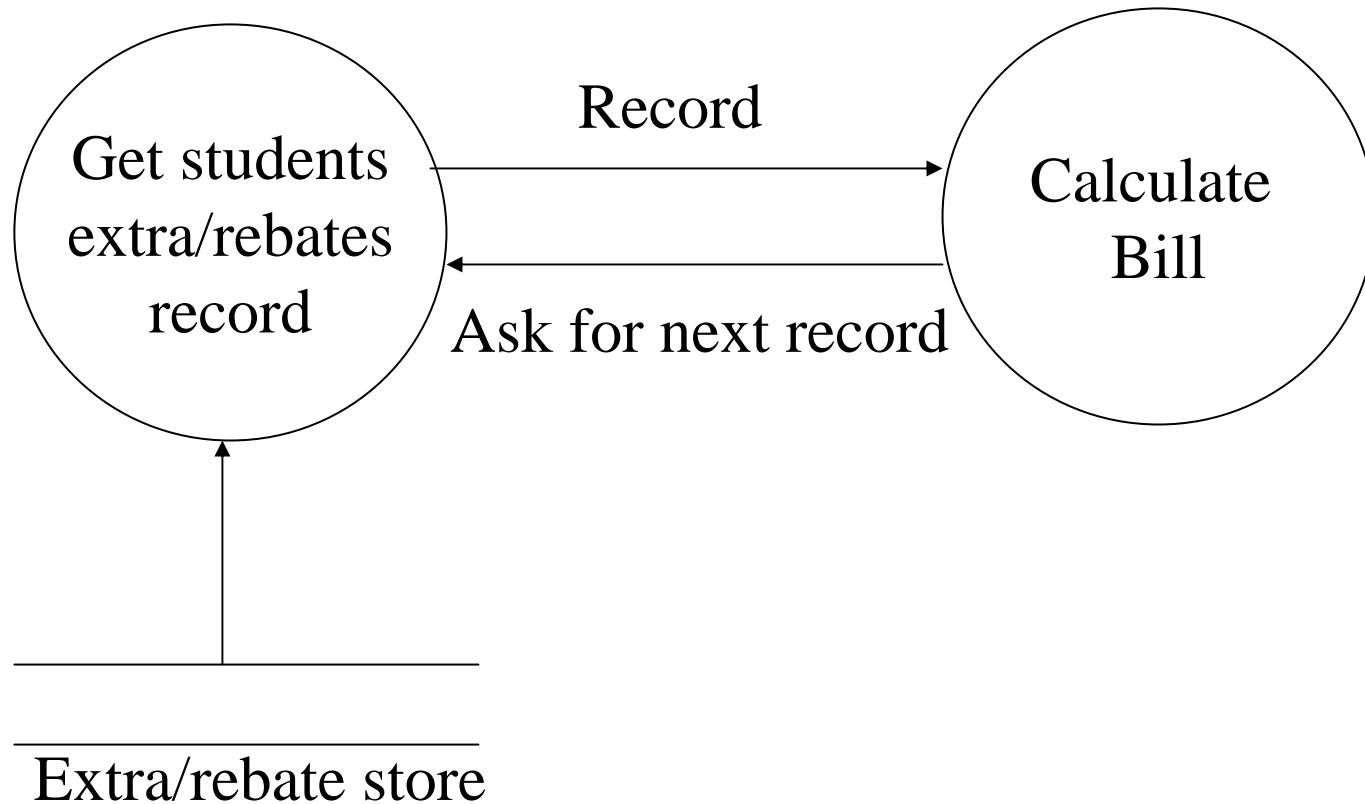 Get students
extra/rebates
record
Record
Ask for next record
Calculate
Bill
Extra/rebate store